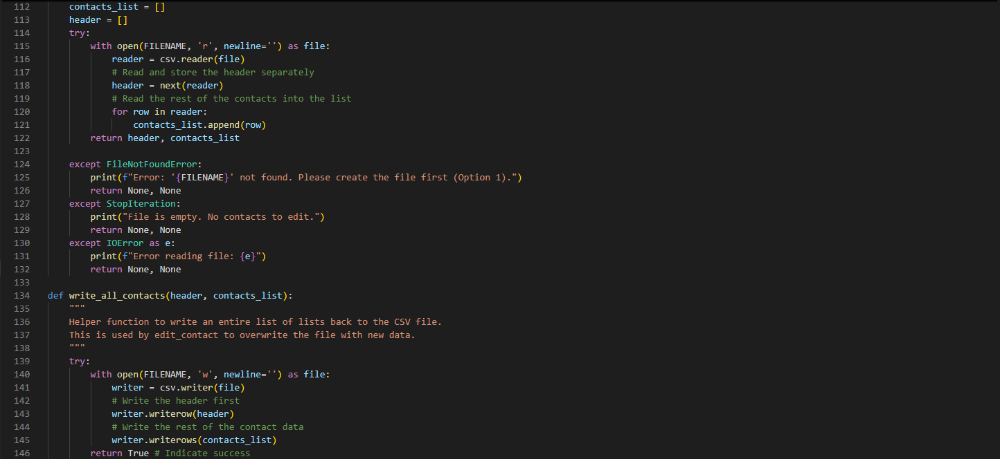 112     contacts_list = []
113     header = []
114     try:
115         with open(FILENAME, 'r', newline='') as file:
116             reader = csv.reader(file)
117             # Read and store the header separately
118             header = next(reader)
119             # Read the rest of the contacts into the list
120             for row in reader:
121                 contacts_list.append(row)
122         return header, contacts_list
123
124     except FileNotFoundError:
125         print(f"Error: '{FILENAME}' not found. Please create the file first (Option 1).")
126         return None, None
127     except StopIteration:
128         print("File is empty. No contacts to edit.")
129         return None, None
130     except IOError as e:
131         print(f"Error reading file: {e}")
132         return None, None
133
134 def write_all_contacts(header, contacts_list):
135     """
136     Helper function to write an entire list of lists back to the CSV file.
137     This is used by edit_contact to overwrite the file with new data.
138     """
139     try:
140         with open(FILENAME, 'w', newline='') as file:
141             writer = csv.writer(file)
142             # Write the header first
143             writer.writerow(header)
144             # Write the rest of the contact data
145             writer.writerows(contacts_list)
146         return True # Indicate success